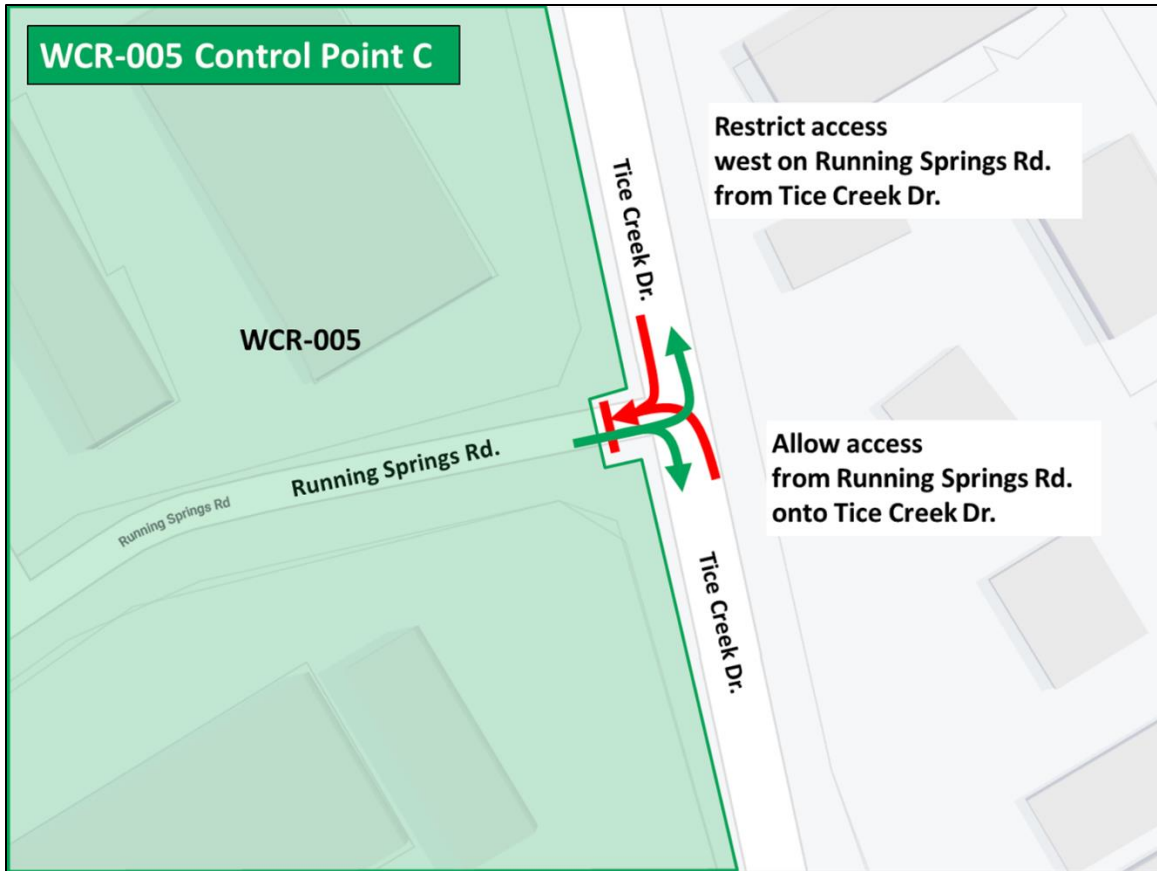 WCR-005 Control Point C
Restrict access
west on Running Springs Rd.
from Tice Creek Dr.
Tice Creek Dr.
WCR-005
Allow access
from Running Springs Rd.
onto Tice Creek Dr.
Running Springs Rd.
Running Springs Rd
Tice Creek Dr.